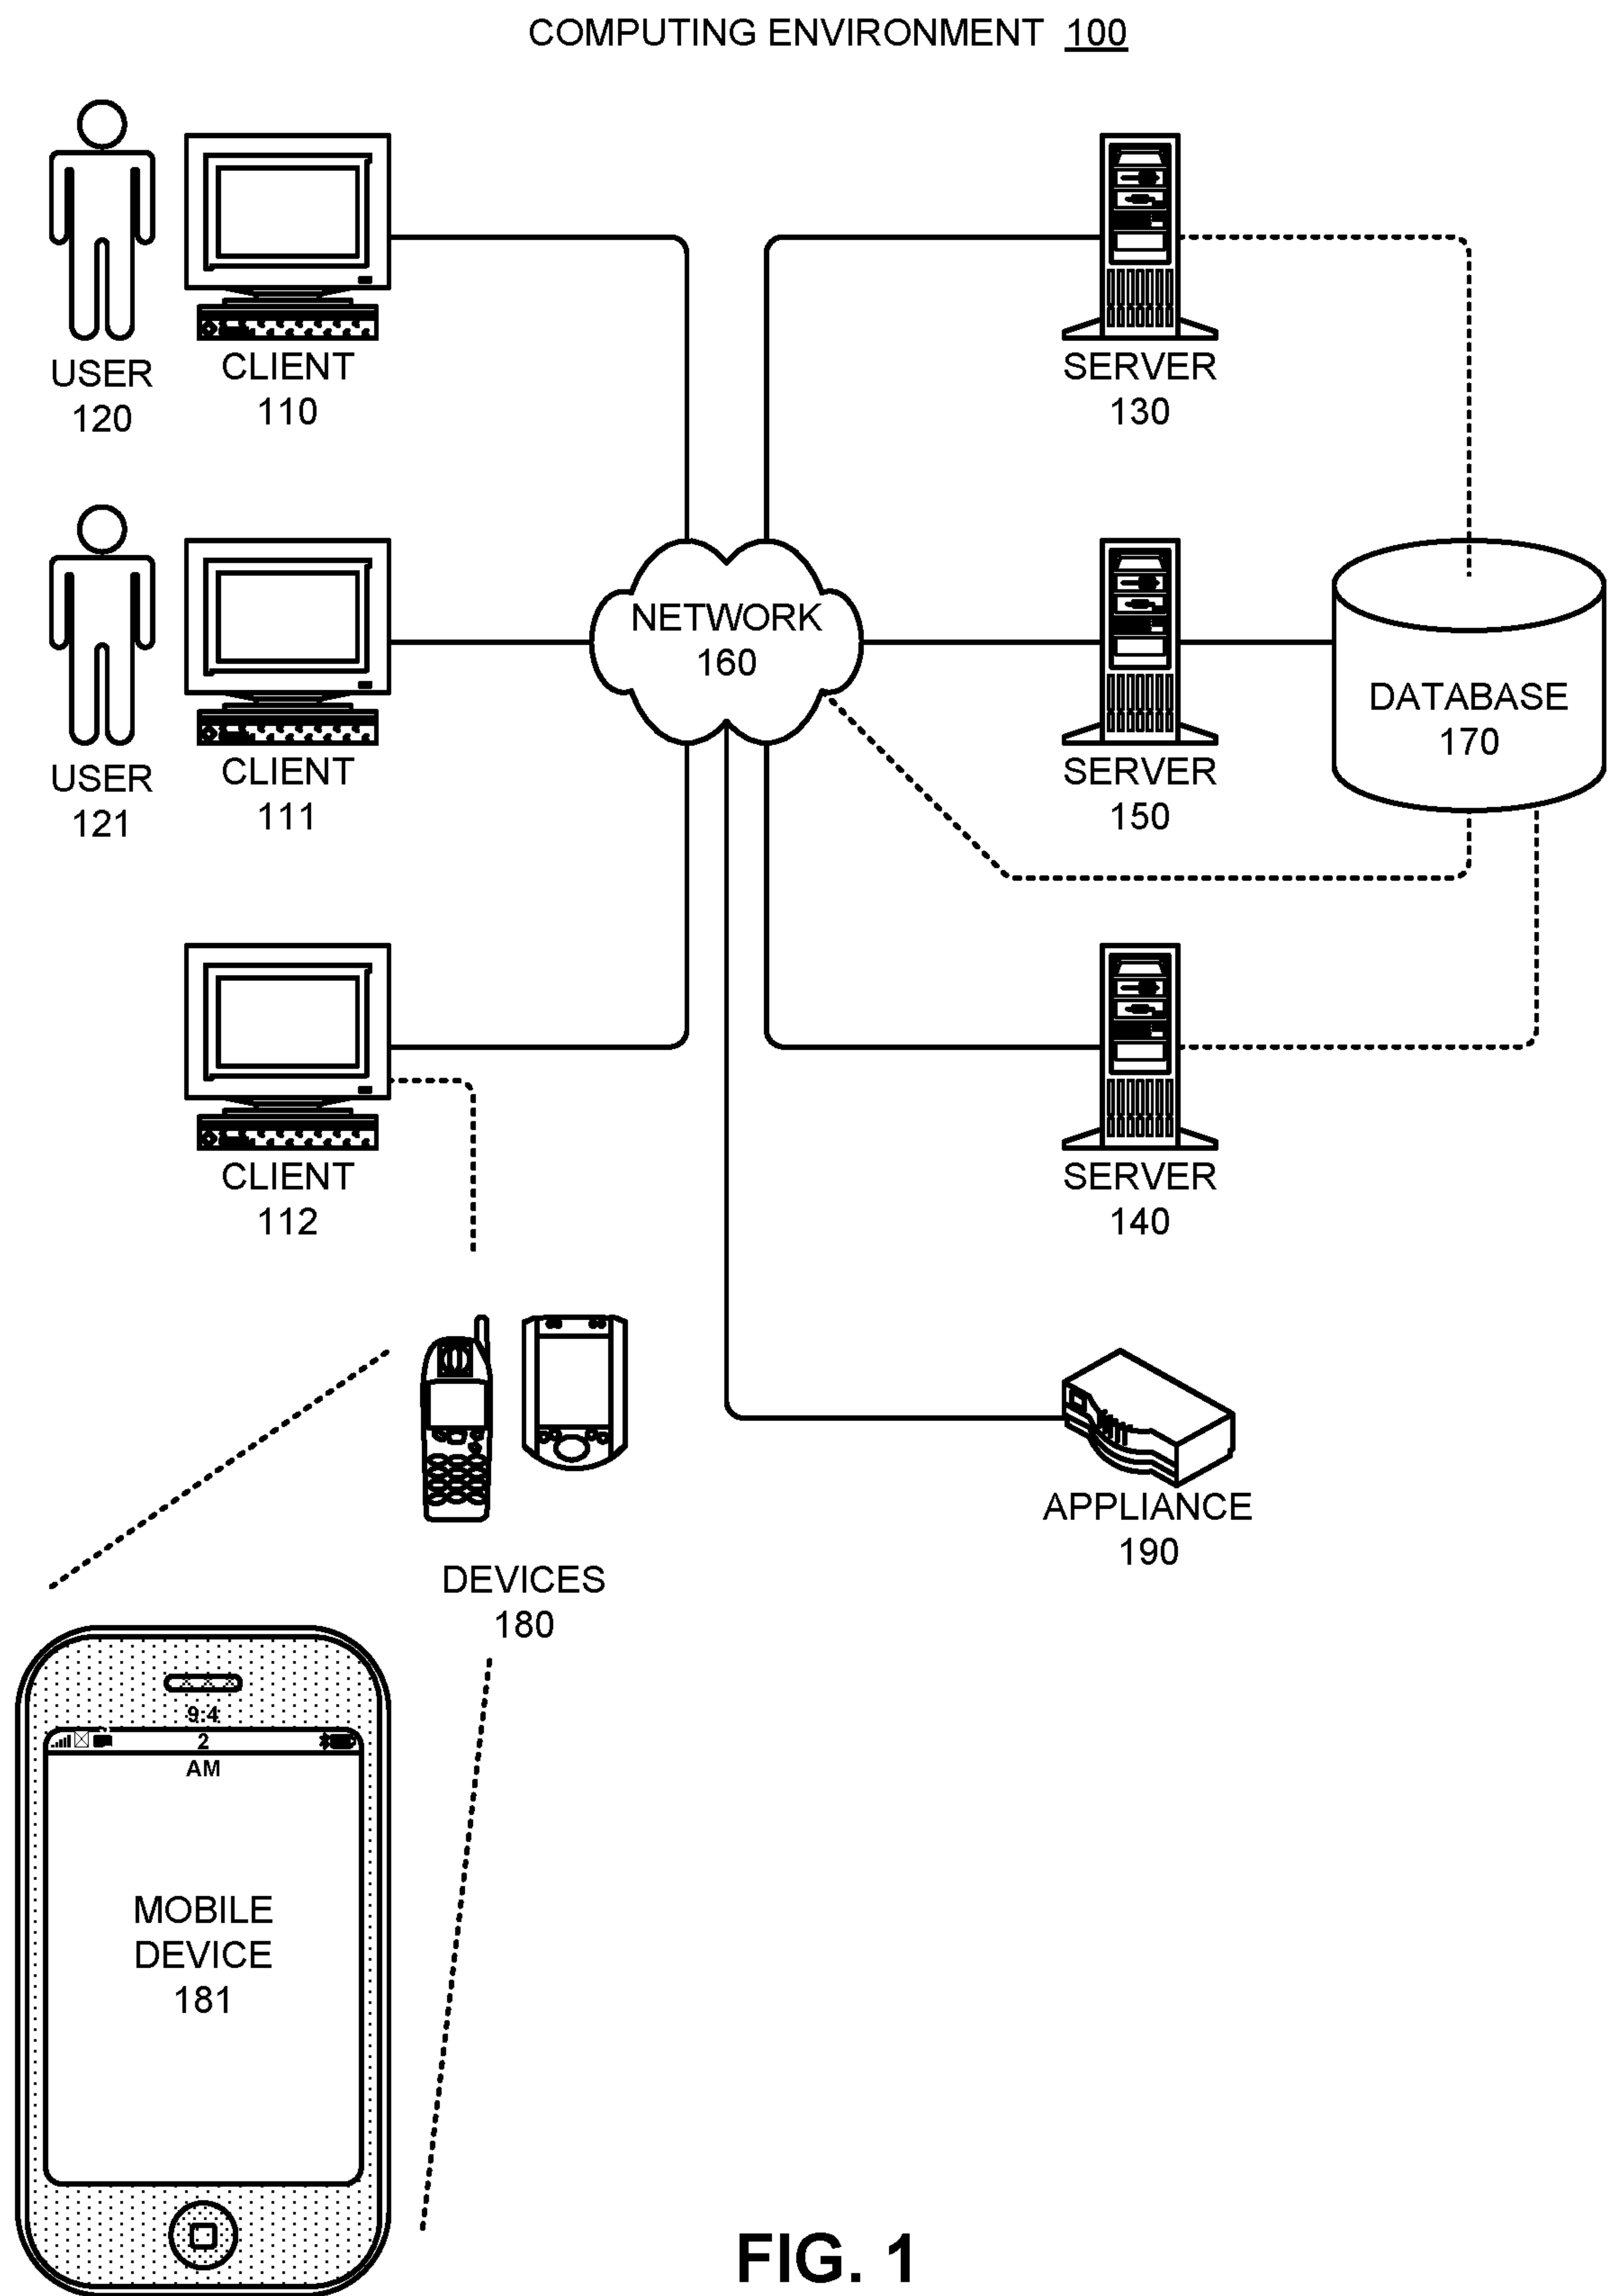 COMPUTING ENVIRONMENT 100
USER
120
CLIENT
110
SERVER
130
NETWORK
160
USER
121
CLIENT
111
SERVER
150
DATABASE
170
CLIENT
112
SERVER
140
DEVICES
180
APPLIANCE
190
9:4
2
AM
MOBILE
DEVICE
181
FIG. 1